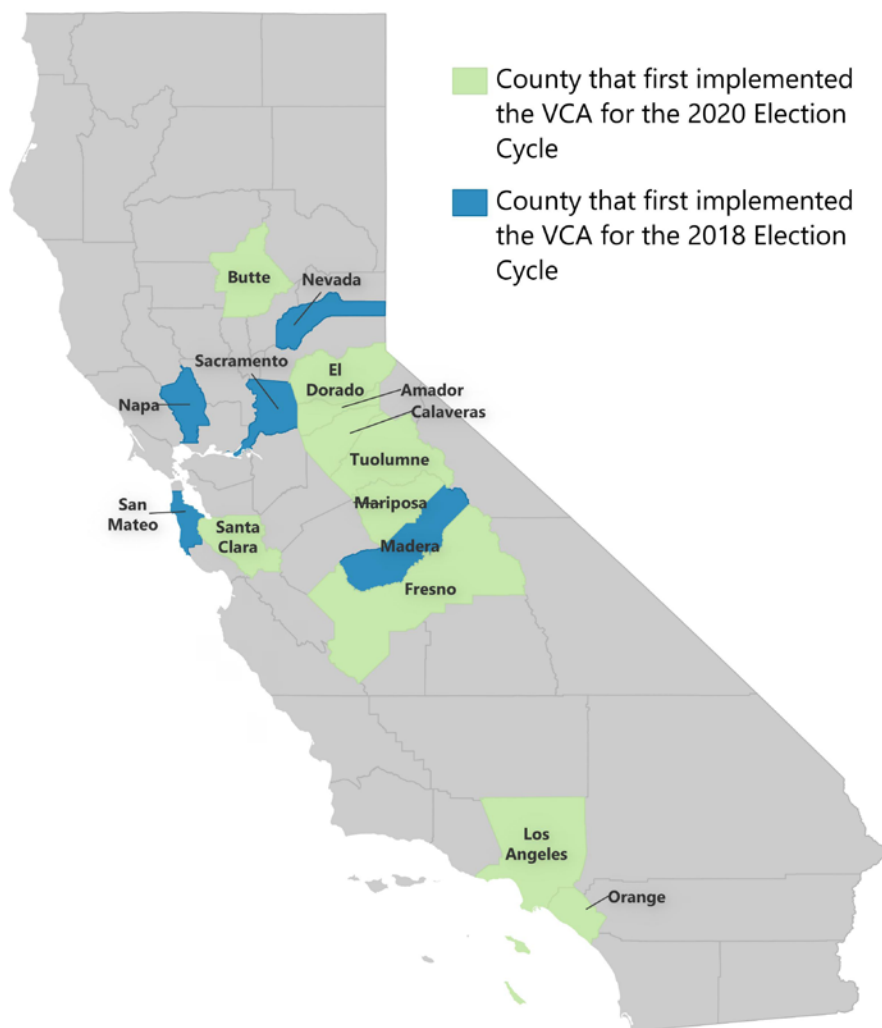 County that first implemented
the VCA for the 2020 Election
Cycle
County that first implemented
the VCA for the 2018 Election
Cycle
Butte
Nevada
Sacramento
El
Dorado
Amador
Napa
Calaveras
Tuolumne
Mariposa
San
Mateo
Santa
Clara
Madera
Fresno
Los
Angeles
Orange